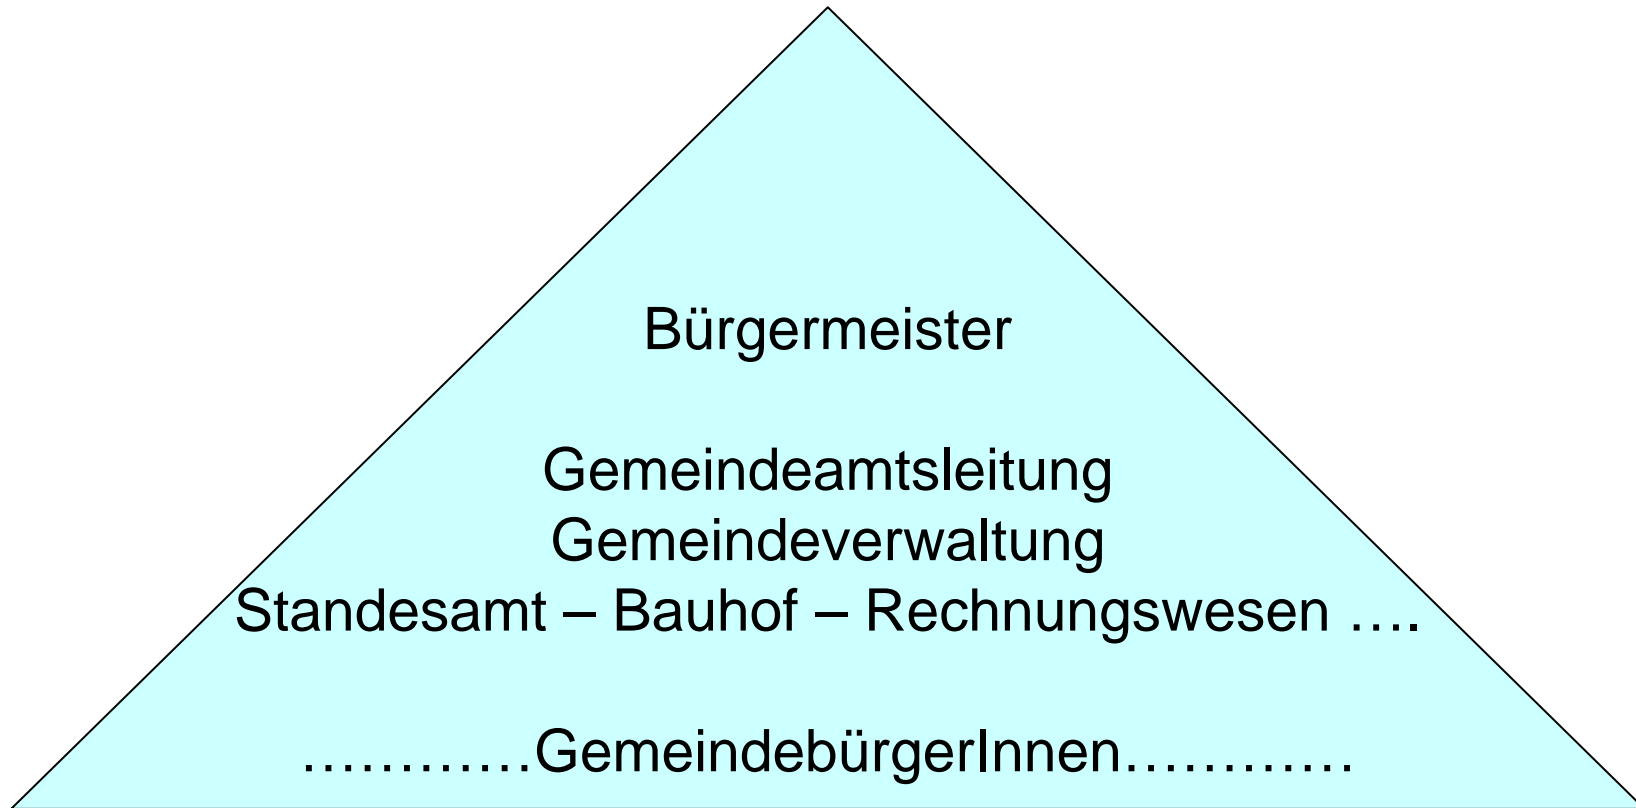 Bürgermeister
Gemeindeamtsleitung
Gemeindeverwaltung
Standesamt – Bauhof – Rechnungswesen ….
…………GemeindebürgerInnen…………